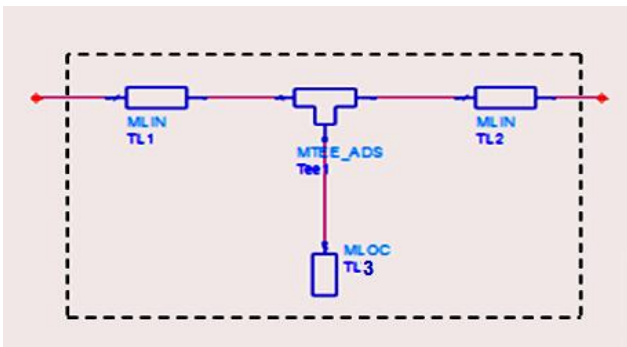 MLIN
TL1
MTEE_ADS
Tee1
MLIN
TL2
MLOC
TL3